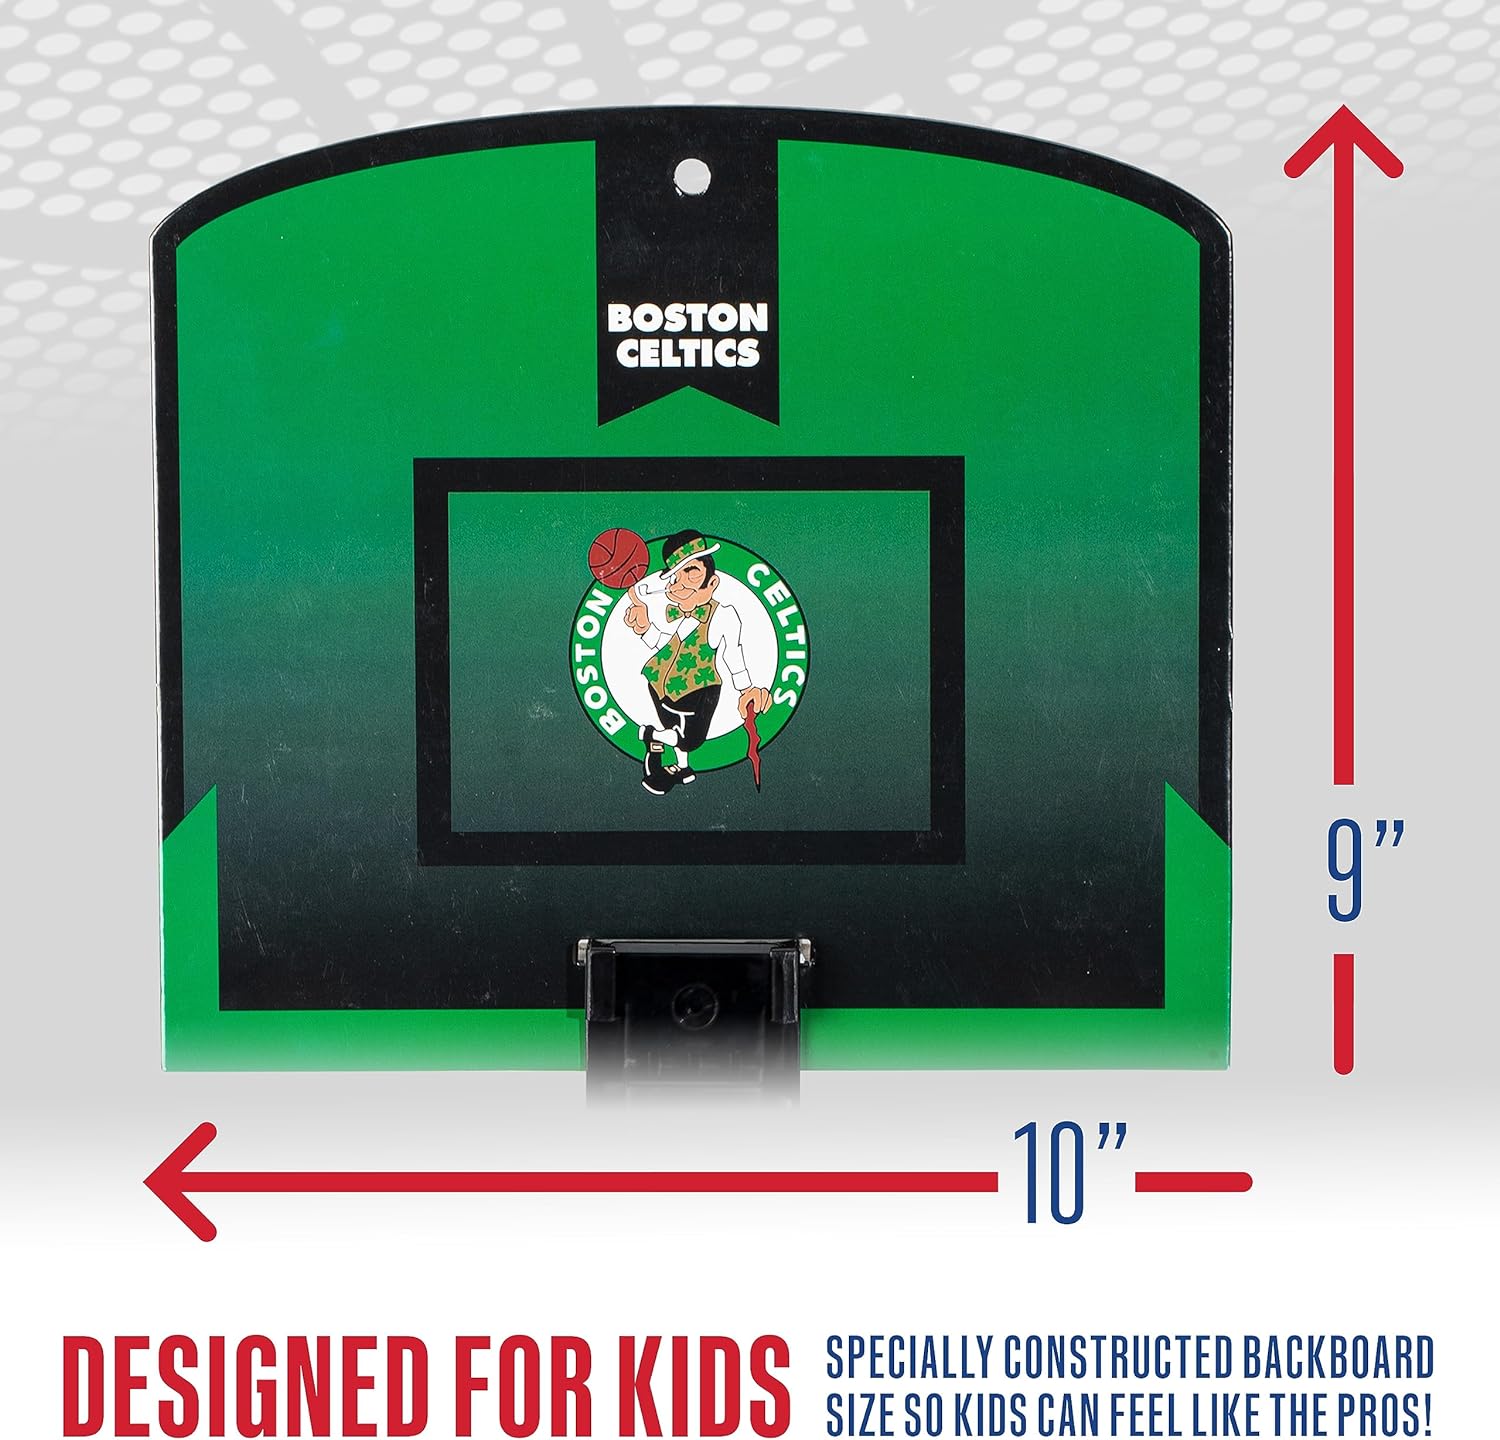 BOSTON
CELTICS
BOSTON CELTICS
9”
10”
DESIGNED FOR KIDS
SPECIALLY CONSTRUCTED BACKBOARD
SIZE SO KIDS CAN FEEL LIKE THE PROS!